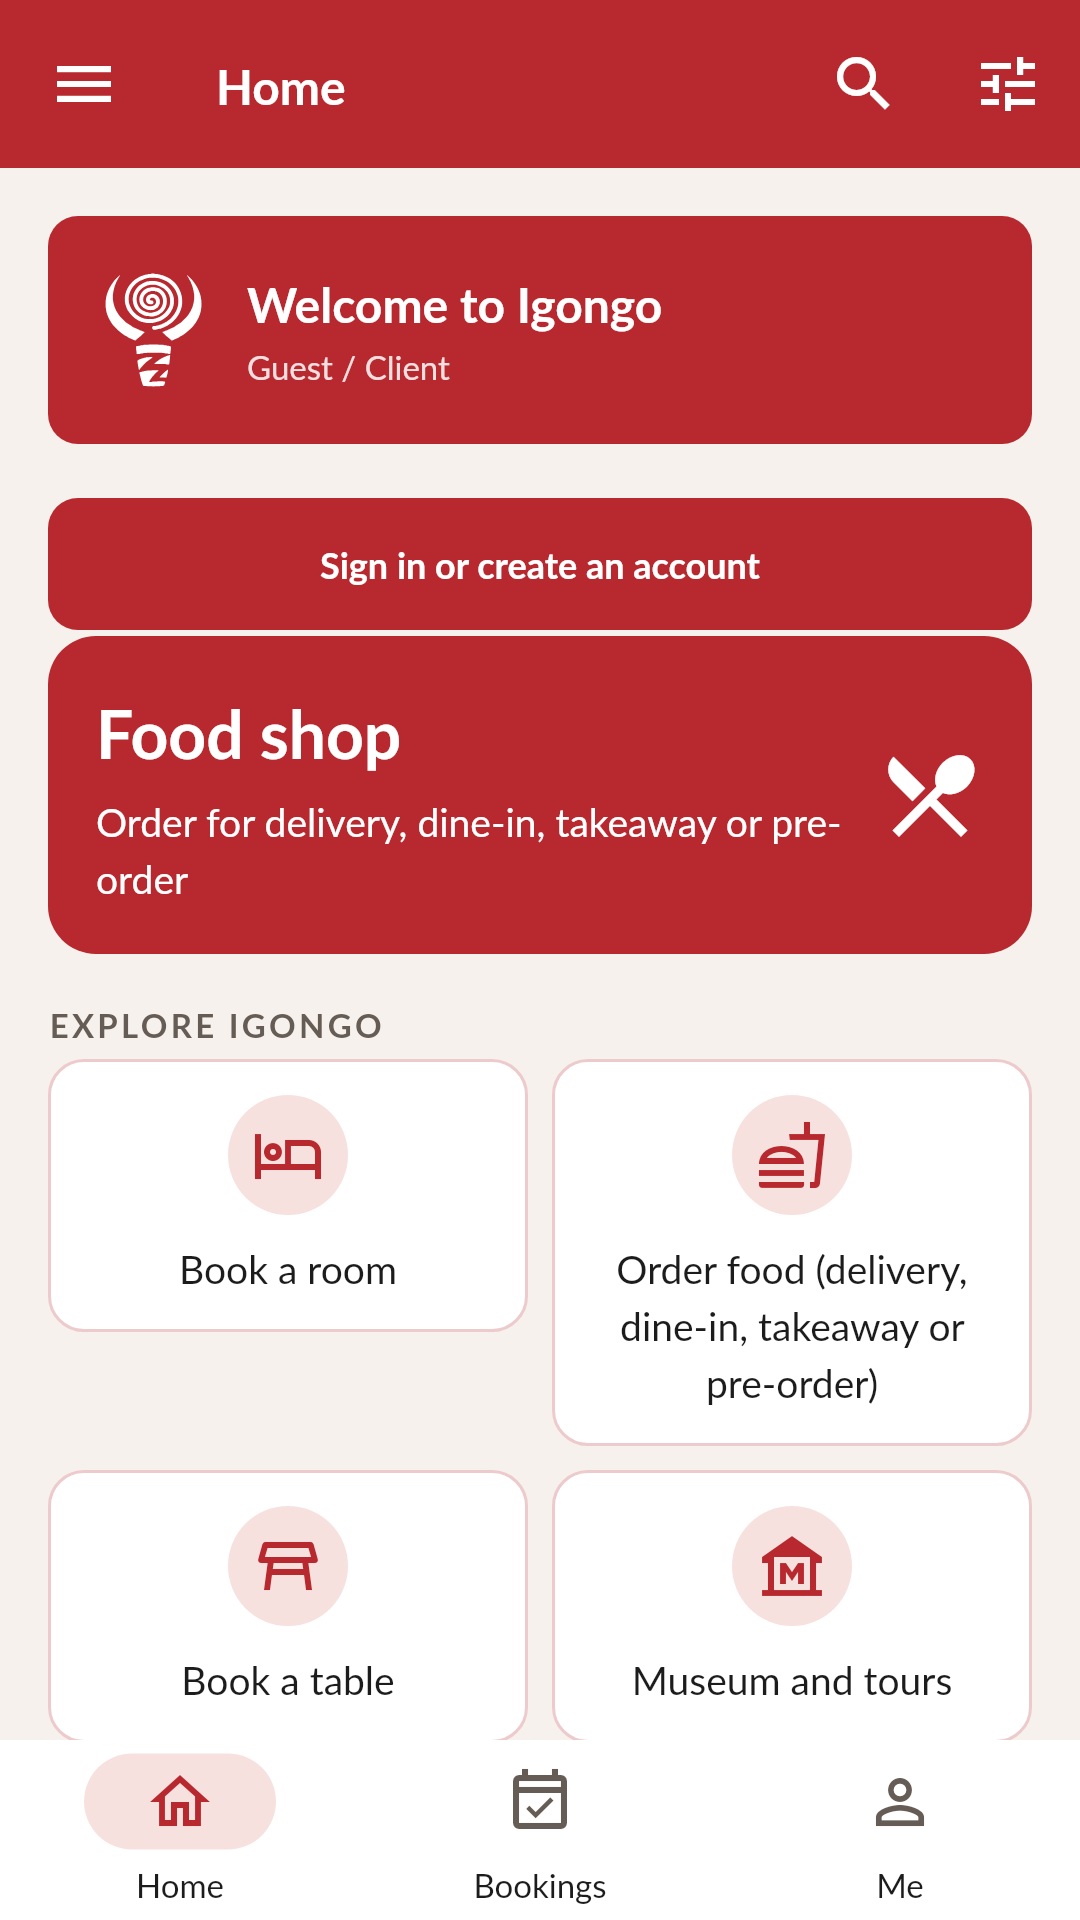 Home
Welcome to Igongo
Guest / Client
Sign in or create an account
Food shop
Order for delivery, dine-in, takeaway or pre-
order
EXPLORE IGONGO
Book a room
Order food (delivery,
dine-in, takeaway or
pre-order)
Book a table
M
Museum and tours
Home
Bookings
Me